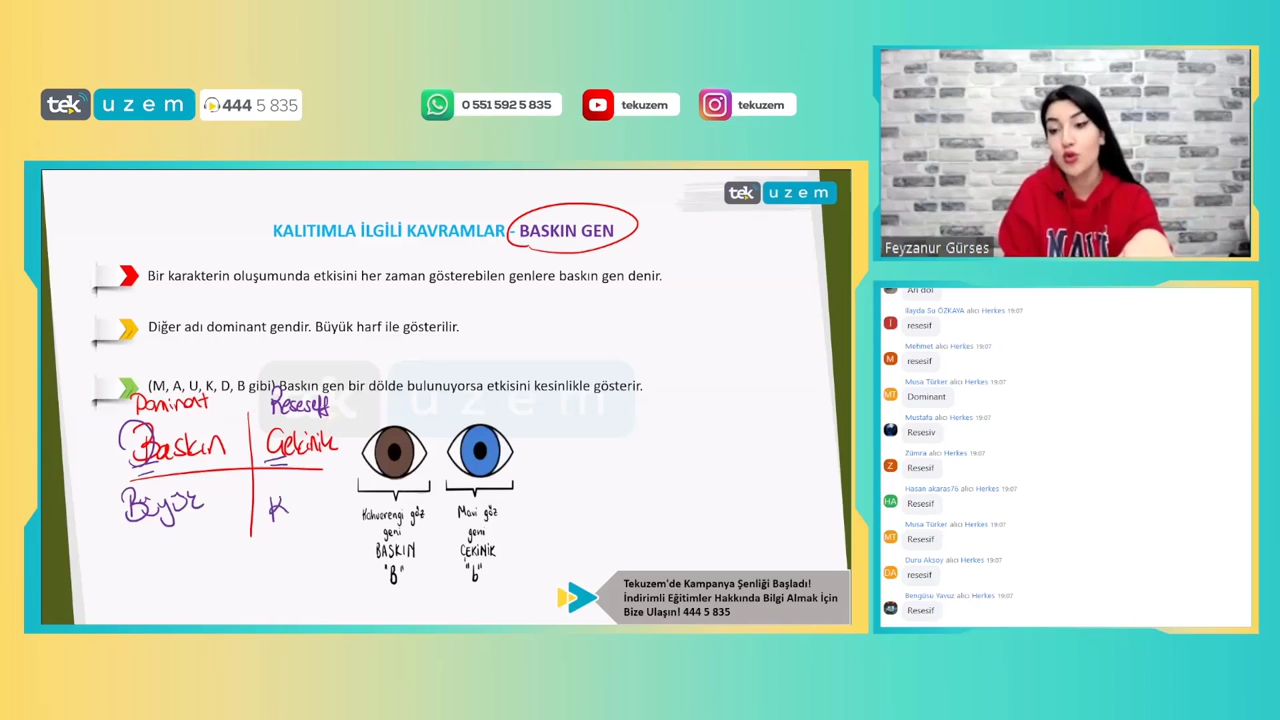 tek uzem 444 5 835
0 551 592 5 835
tekuzem
tekuzem
tek uzem
KALITIMLA İLGİLİ KAVRAMLAR - BASKIN GEN
Bir karakterin oluşumunda etkisini her zaman gösterebilen genlere baskın gen denir.
Diğer adı dominant gendir. Büyük harf ile gösterilir.
(M, A, U, K, D, B gibi) Baskın gen bir dölde bulunuyorsa etkisini kesinlikle gösterir.
uzem
Dominant
Baskın
Çekinik
Büyük
K
Kahverengi göz
geni
BASKIN
"B"
Mavi göz
geni
ÇEKİNİK
"b"
Tekuzem'de Kampanya Şenliği Başladı!
İndirimli Eğitimler Hakkında Bilgi Almak İçin
Bize Ulaşın! 444 5 835
Feyzanur Gürses
İlayda Su ÖZKAYA alıcı Herkes 19:07
resesif
Mehmet alıcı Herkes 19:07
resesif
Musa Türker alıcı Herkes 19:07
MT Dominant
Mustafa alıcı Herkes 19:07
Resesiv
Zümra alıcı Herkes 19:07
Z Resesif
Hasan akaras76 alıcı Herkes 19:07
HA Resesif
Musa Türker alıcı Herkes 19:07
MT Resesif
Duru Aksoy alıcı Herkes 19:07
DA resesif
Bengüsu Yavuz alıcı Herkes 19:07
Resesif